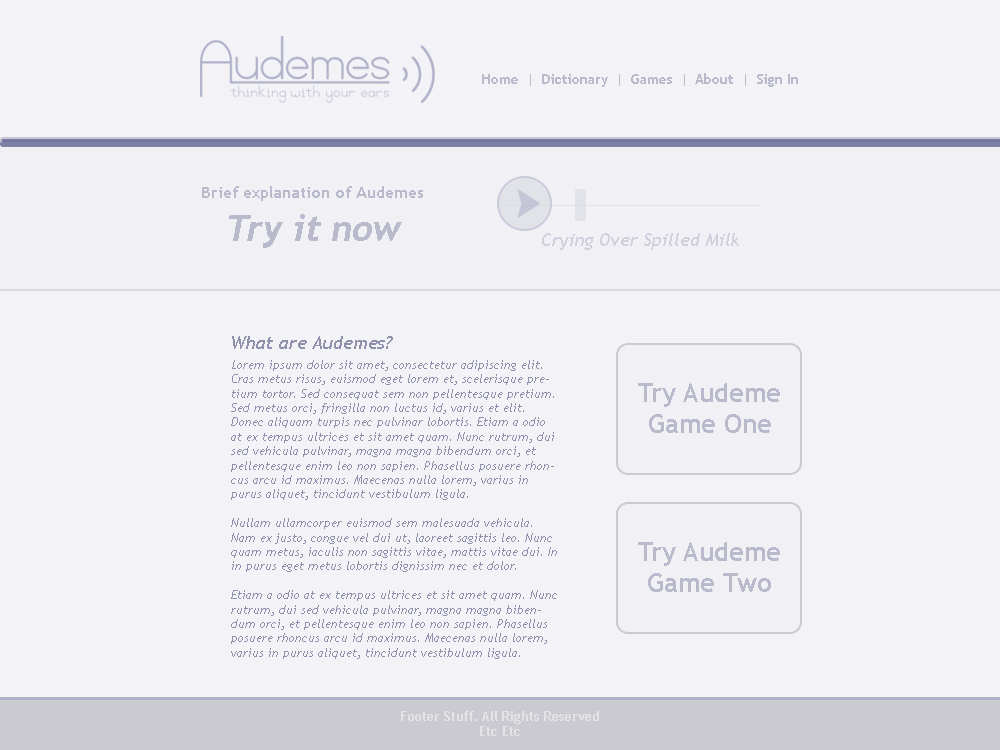 Audemes
thinking with your ears
Home | Dictionary | Games | About | Sign In
Brief explanation of Audemes
Try it now
Crying Over Spilled Milk
What are Audemes?
Lorem ipsum dolor sit amet, consectetur adipiscing elit.
Cras metus risus, euismod eget lorem et, scelerisque pre-
tium tortor. Sed consequat sem non pellentesque pretium.
Sed metus orci, fringilla non luctus id, varius et elit.
Donec aliquam turpis nec pulvinar lobortis. Etiam a odio
at ex tempus ultrices et sit amet quam. Nunc rutrum, dui
sed vehicula pulvinar, magna magna bibendum orci, et
pellentesque enim leo non sapien. Phasellus posuere rhon-
cus arcu id maximus. Maecenas nulla lorem, varius in
purus aliquet, tincidunt vestibulum ligula.
Nullam ullamcorper euismod sem malesuada vehicula.
Nam ex justo, congue vel dui ut, laoreet sagittis leo. Nunc
quam metus, iaculis non sagittis vitae, mattis vitae dui. In
in purus eget metus lobortis dignissim nec et dolor.
Etiam a odio at ex tempus ultrices et sit amet quam. Nunc
rutrum, dui sed vehicula pulvinar, magna magna biben-
dum orci, et pellentesque enim leo non sapien. Phasellus
posuere rhoncus arcu id maximus. Maecenas nulla lorem,
varius in purus aliquet, tincidunt vestibulum ligula.
Try Audeme
Game One
Try Audeme
Game Two
Footer Stuff. All Rights Reserved
Etc Etc